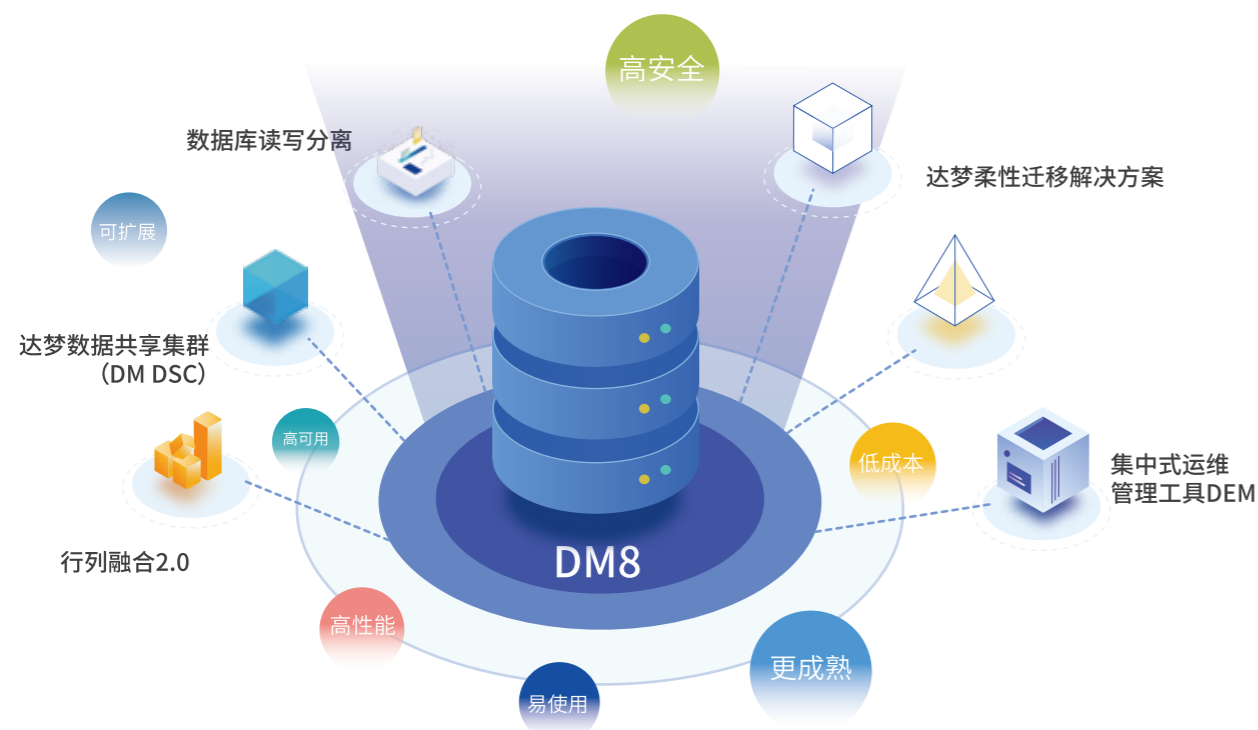 高安全
数据库读写分离
达梦柔性迁移解决方案
可扩展
达梦数据共享集群
（DM DSC）
高可用
低成本
集中式运维
管理工具DEM
行列融合2.0
DM8
高性能
更成熟
易使用